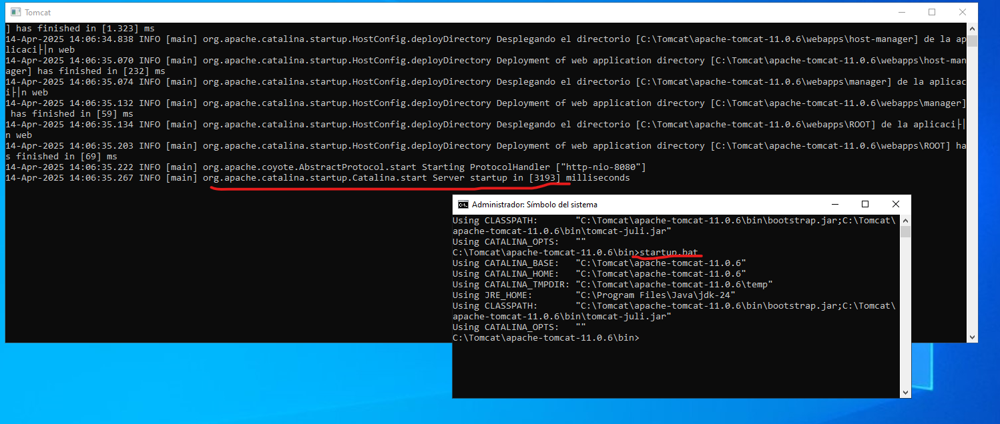 Tomcat
] has finished in [1.323] ms
14-Apr-2025 14:06:34.838 INFO [main] org.apache.catalina.startup.HostConfig.deployDirectory Desplegando el directorio [C:\Tomcat\apache-tomcat-11.0.6\webapps\host-manager] de la ap
licaci├│n web
14-Apr-2025 14:06:35.070 INFO [main] org.apache.catalina.startup.HostConfig.deployDirectory Deployment of web application directory [C:\Tomcat\apache-tomcat-11.0.6\webapps\host-man
ager] has finished in [232] ms
14-Apr-2025 14:06:35.074 INFO [main] org.apache.catalina.startup.HostConfig.deployDirectory Desplegando el directorio [C:\Tomcat\apache-tomcat-11.0.6\webapps\manager] de la aplicac
i├│n web
14-Apr-2025 14:06:35.132 INFO [main] org.apache.catalina.startup.HostConfig.deployDirectory Deployment of web application directory [C:\Tomcat\apache-tomcat-11.0.6\webapps\manager]
 has finished in [59] ms
14-Apr-2025 14:06:35.134 INFO [main] org.apache.catalina.startup.HostConfig.deployDirectory Desplegando el directorio [C:\Tomcat\apache-tomcat-11.0.6\webapps\ROOT] de la aplicaci├│
n web
14-Apr-2025 14:06:35.203 INFO [main] org.apache.catalina.startup.HostConfig.deployDirectory Deployment of web application directory [C:\Tomcat\apache-tomcat-11.0.6\webapps\ROOT] ha
s finished in [69] ms
14-Apr-2025 14:06:35.222 INFO [main] org.apache.coyote.AbstractProtocol.start Starting ProtocolHandler ["http-nio-8080"]
14-Apr-2025 14:06:35.267 INFO [main] org.apache.catalina.startup.Catalina.start Server startup in [3193] milliseconds
Administrador: Símbolo del sistema
Using CLASSPATH:       "C:\Tomcat\apache-tomcat-11.0.6\bin\bootstrap.jar;C:\Tomcat\
apache-tomcat-11.0.6\bin\tomcat-juli.jar"
Using CATALINA_OPTS:   ""
C:\Tomcat\apache-tomcat-11.0.6\bin>startup.bat
Using CATALINA_BASE:   "C:\Tomcat\apache-tomcat-11.0.6"
Using CATALINA_HOME:   "C:\Tomcat\apache-tomcat-11.0.6"
Using CATALINA_TMPDIR: "C:\Tomcat\apache-tomcat-11.0.6\temp"
Using JRE_HOME:        "C:\Program Files\Java\jdk-24"
Using CLASSPATH:       "C:\Tomcat\apache-tomcat-11.0.6\bin\bootstrap.jar;C:\Tomcat\
apache-tomcat-11.0.6\bin\tomcat-juli.jar"
Using CATALINA_OPTS:   ""
C:\Tomcat\apache-tomcat-11.0.6\bin>